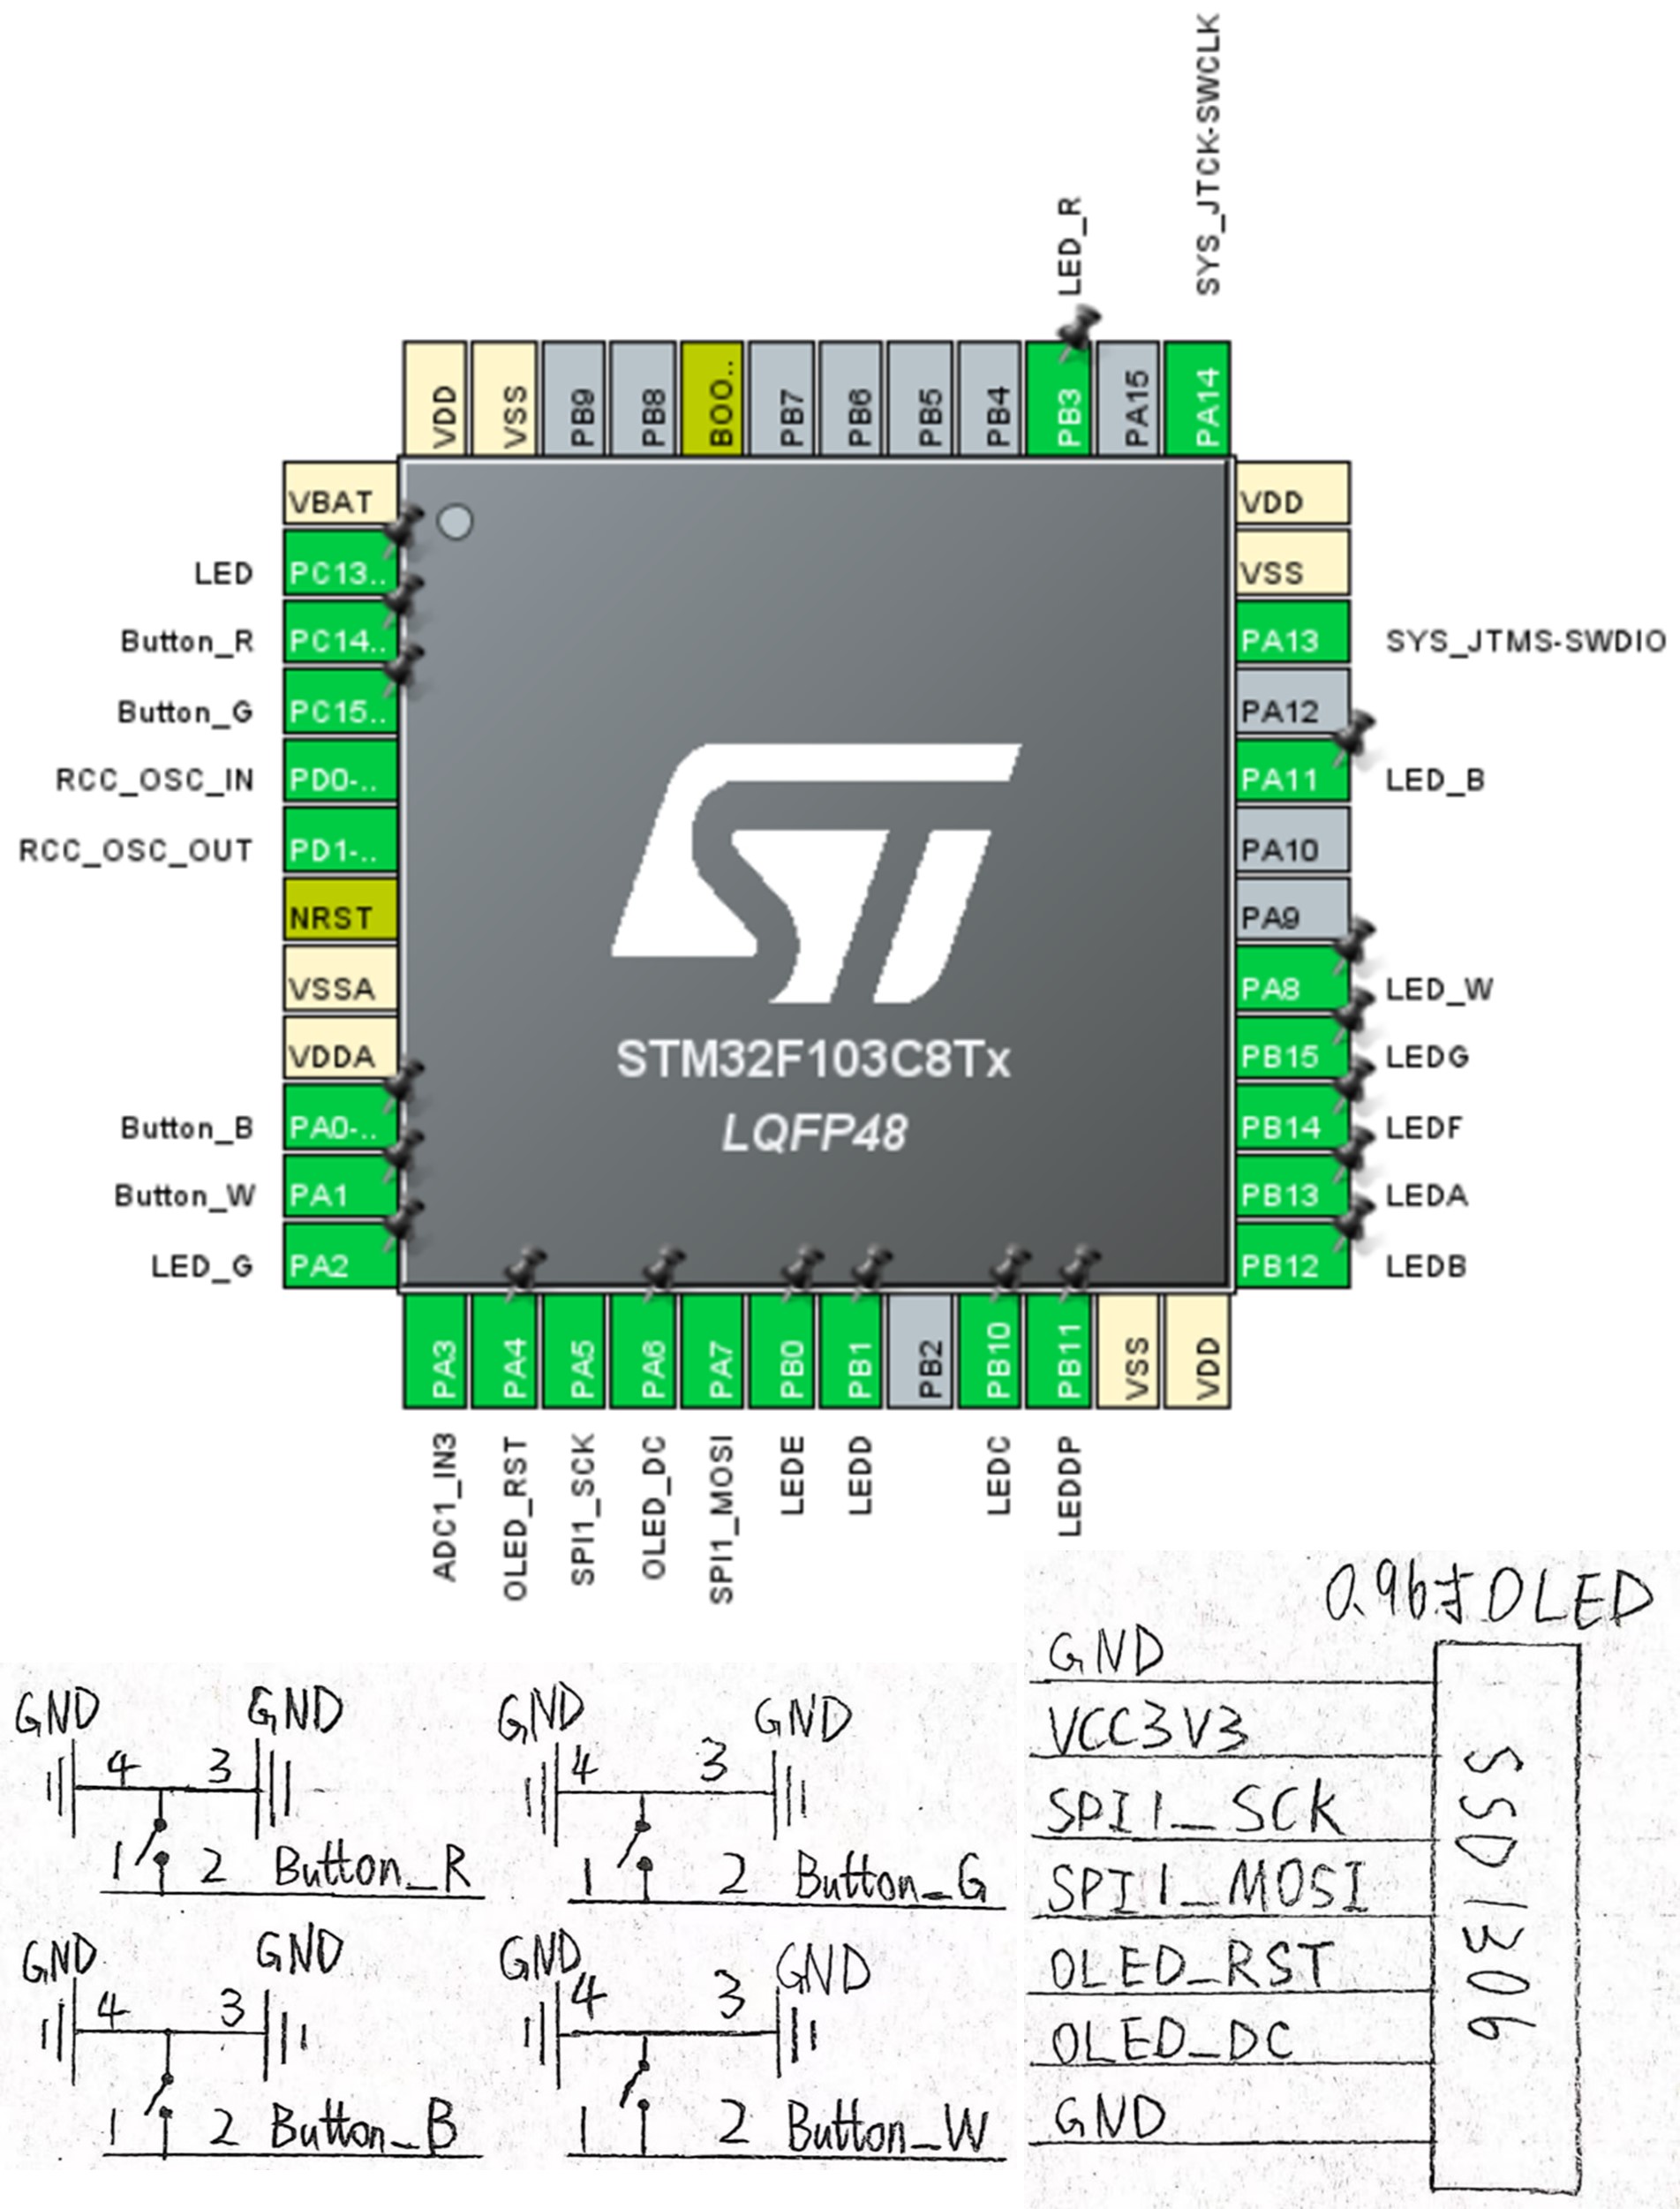 SYS_JTCK-SWCLK
LED_R
VDD
VSS
PB9
PB8
BOO..
PB7
PB6
PB5
PB4
PB3
PA15
PA14
VBAT
LED PC13..
Button_R PC14..
Button_G PC15..
RCC_OSC_IN PD0-..
RCC_OSC_OUT PD1-..
NRST
VSSA
VDDA
Button_B PA0-..
Button_W PA1
LED_G PA2
VDD
VSS
PA13 SYS_JTMS-SWDIO
PA12
PA11 LED_B
PA10
PA9
PA8 LED_W
PB15 LEDG
PB14 LEDF
PB13 LEDA
PB12 LEDB
ST
STM32F103C8Tx
LQFP48
PA3
PA4
PA5
PA6
PA7
PB0
PB1
PB2
PB10
PB11
VSS
VDD
ADC1_IN3
OLED_RST
SPI1_SCK
OLED_DC
SPI1_MOSI
LEDE
LEDD
LEDC
LEDDP
GND GND
4 3
1 2 Button_R
GND GND
4 3
1 2 Button_G
GND GND
4 3
1 2 Button_B
GND GND
4 3
1 2 Button_W
0.96寸OLED
GND
VCC3V3
SPI1_SCK
SPI1_MOSI
OLED_RST
OLED_DC
GND
SSD1306